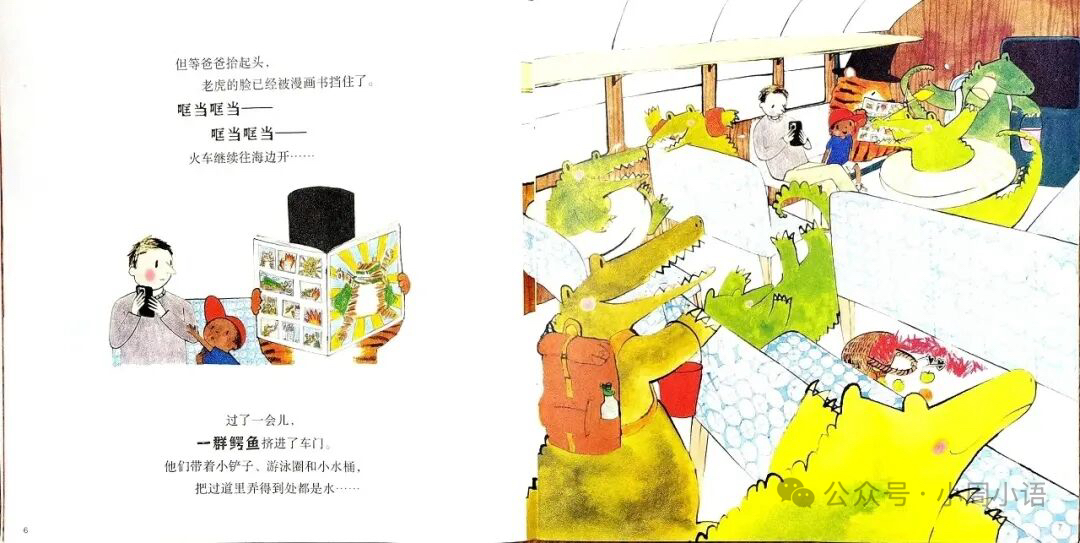 但等爸爸抬起头，
老虎的脸已经被漫画书挡住了。
哐当哐当——
哐当哐当——
火车继续往海边开……
过了一会儿，
一群鳄鱼挤进了车门。
他们带着小铲子、游泳圈和小水桶，
把过道里弄得到处都是水……
6
7
公众号·小周小语